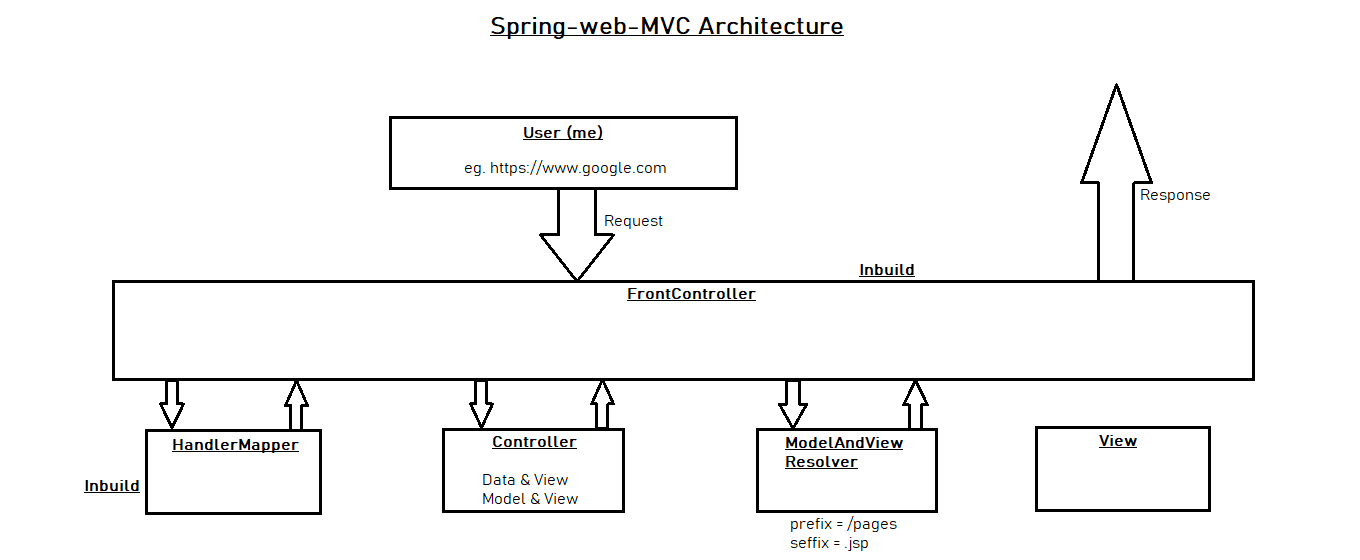 Spring-web-MVC Architecture
User (me)
eg. https://www.google.com
Request
Response
Inbuild
FrontController
HandlerMapper
Inbuild
Controller
Data & View
Model & View
ModelAndView
Resolver
prefix = /pages
seffix = .jsp
View